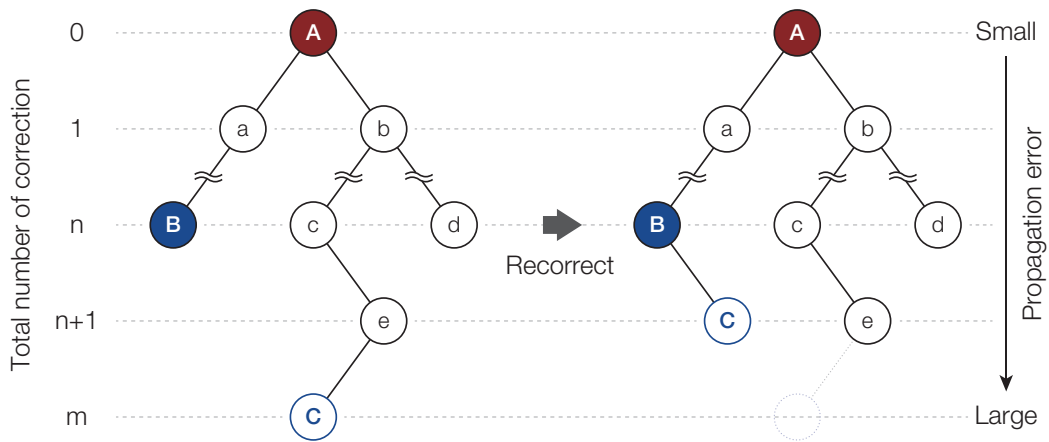 0
A
A
Small
Total number of correction
1
a
b
a
b
Propagation error
n
B
c
d
B
c
d
Recorrect
n+1
e
C
e
m
C
Large